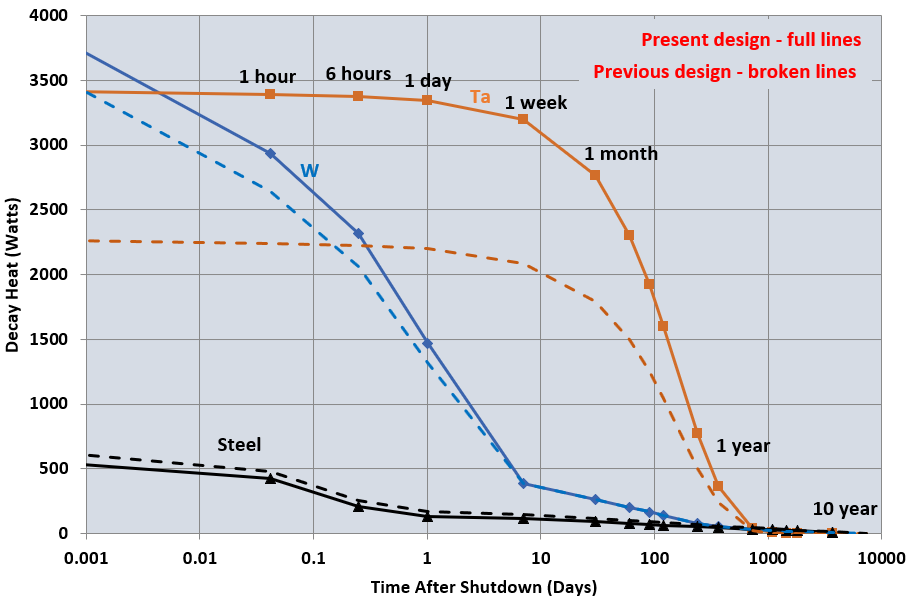 4000
3500
3000
2500
2000
1500
1000
500
0
Decay Heat (Watts)
Present design - full lines
Previous design - broken lines
1 hour
6 hours
1 day
Ta
1 week
1 month
W
Steel
1 year
10 year
0.001
0.01
0.1
1
10
100
1000
10000
Time After Shutdown (Days)